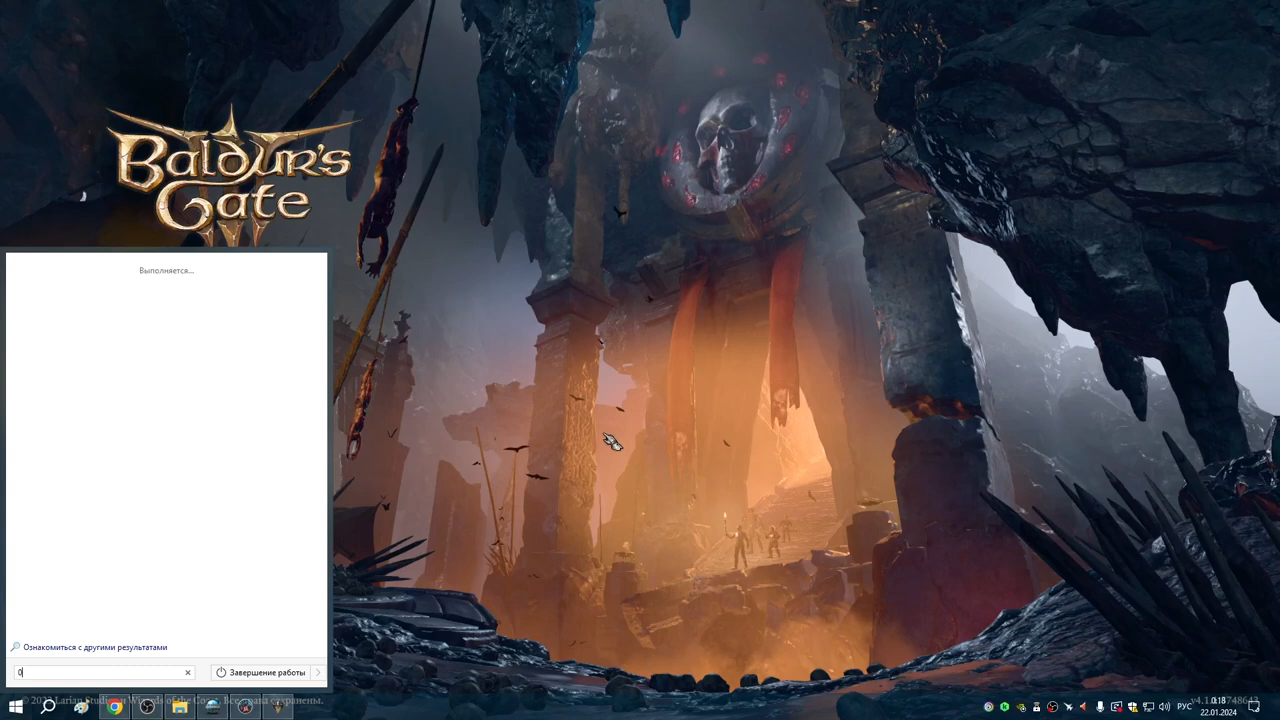 BALDUR'S
GATE
III
Выполняется...
Ознакомиться с другими результатами
0
Завершение работы
© 2023 Larian Studios Wizards of the Coast. Все права сохранены.
РУС
0:18
22.01.2024